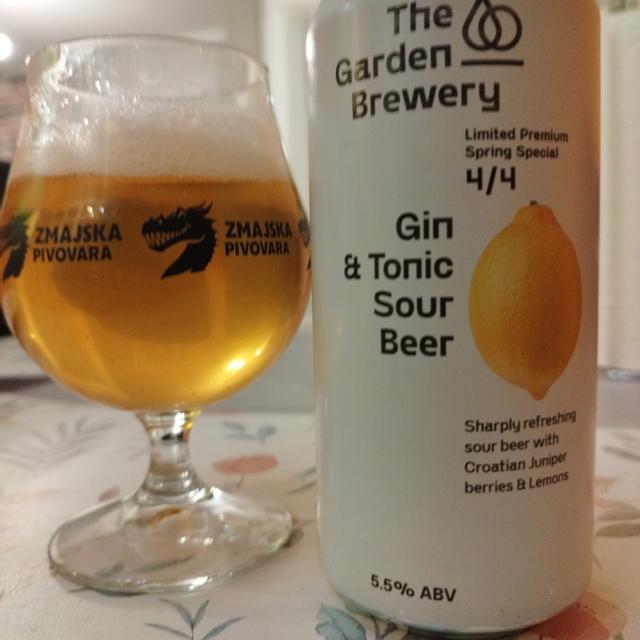 ZMAJSKA
PIVOVARA
ZMAJSKA
PIVOVARA
The
Garden
Brewery
Limited Premium
Spring Special
4/4
Gin
& Tonic
Sour
Beer
Sharply refreshing
sour beer with
Croatian Juniper
berries & Lemons
5.5% ABV